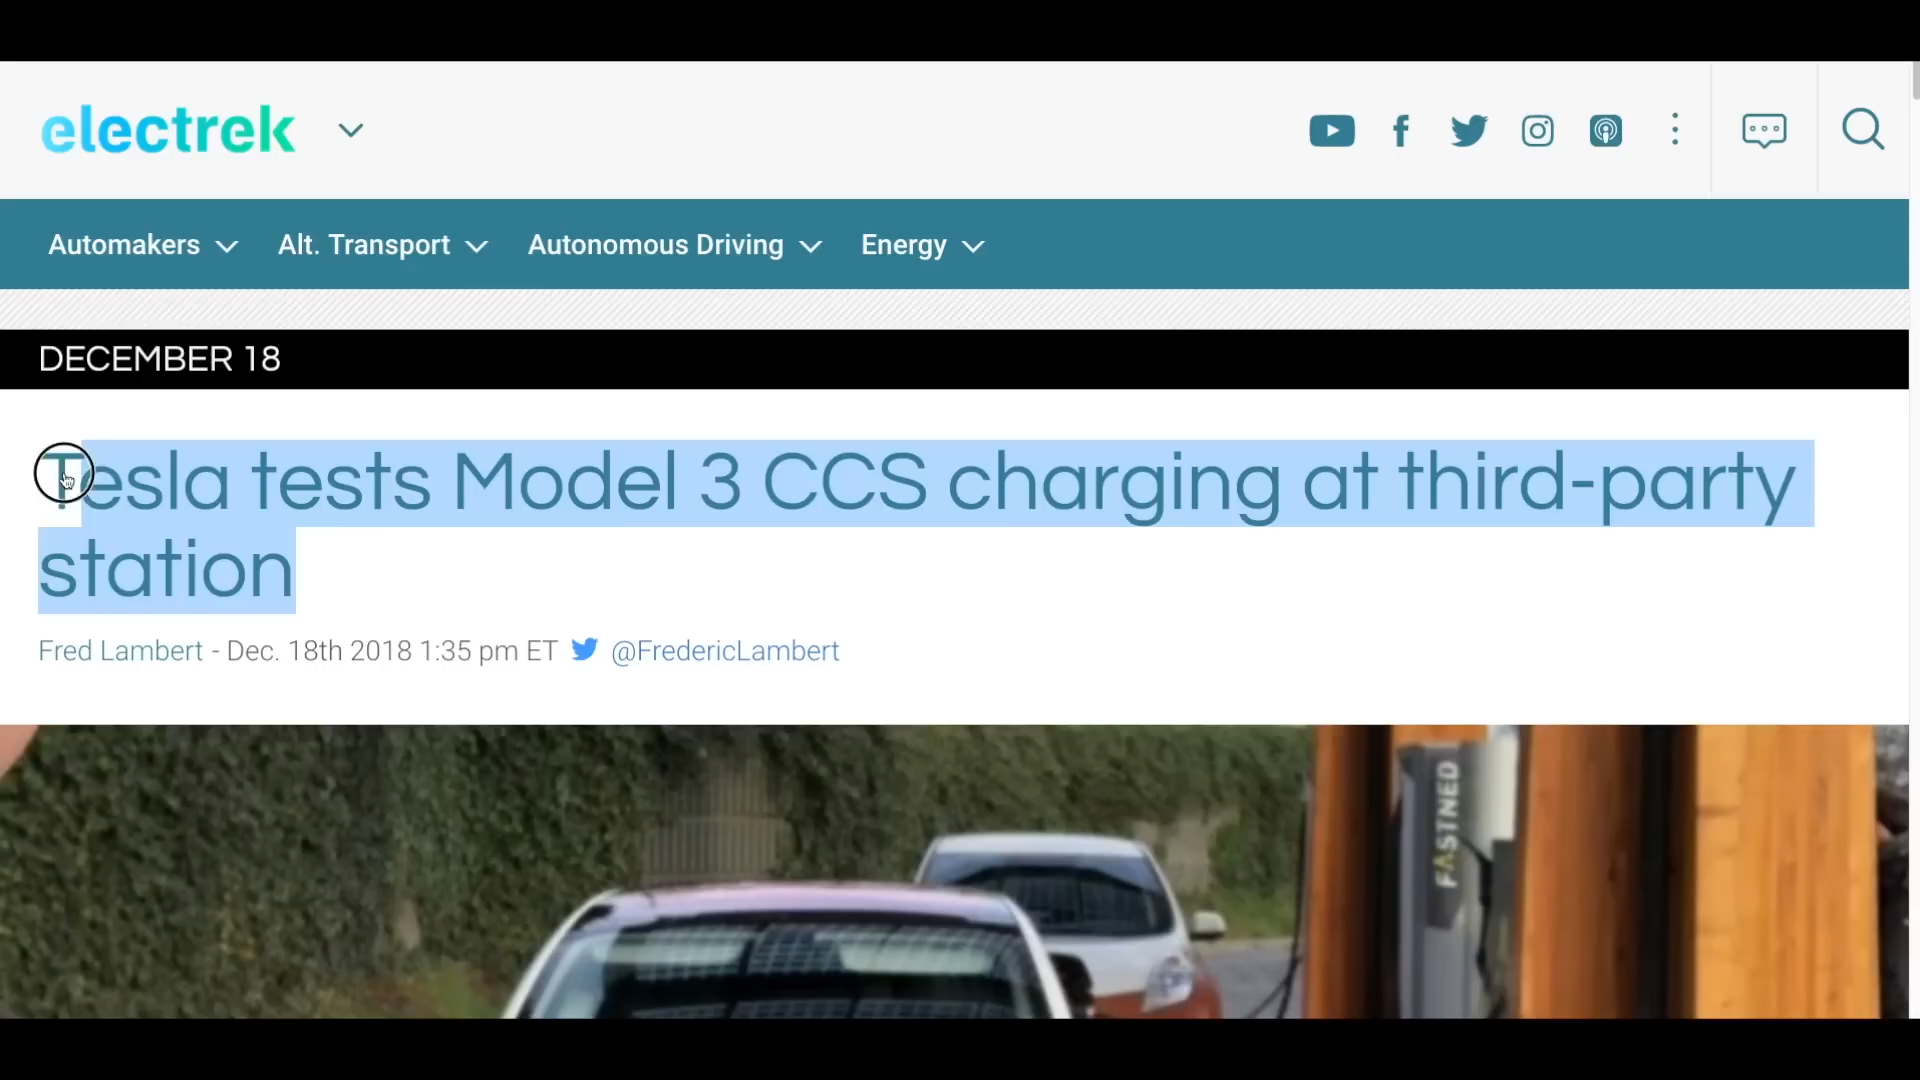 electrek
Automakers Alt. Transport Autonomous Driving Energy
DECEMBER 18
Tesla tests Model 3 CCS charging at third-party
station
Fred Lambert - Dec. 18th 2018 1:35 pm ET @FredericLambert
FASTNED